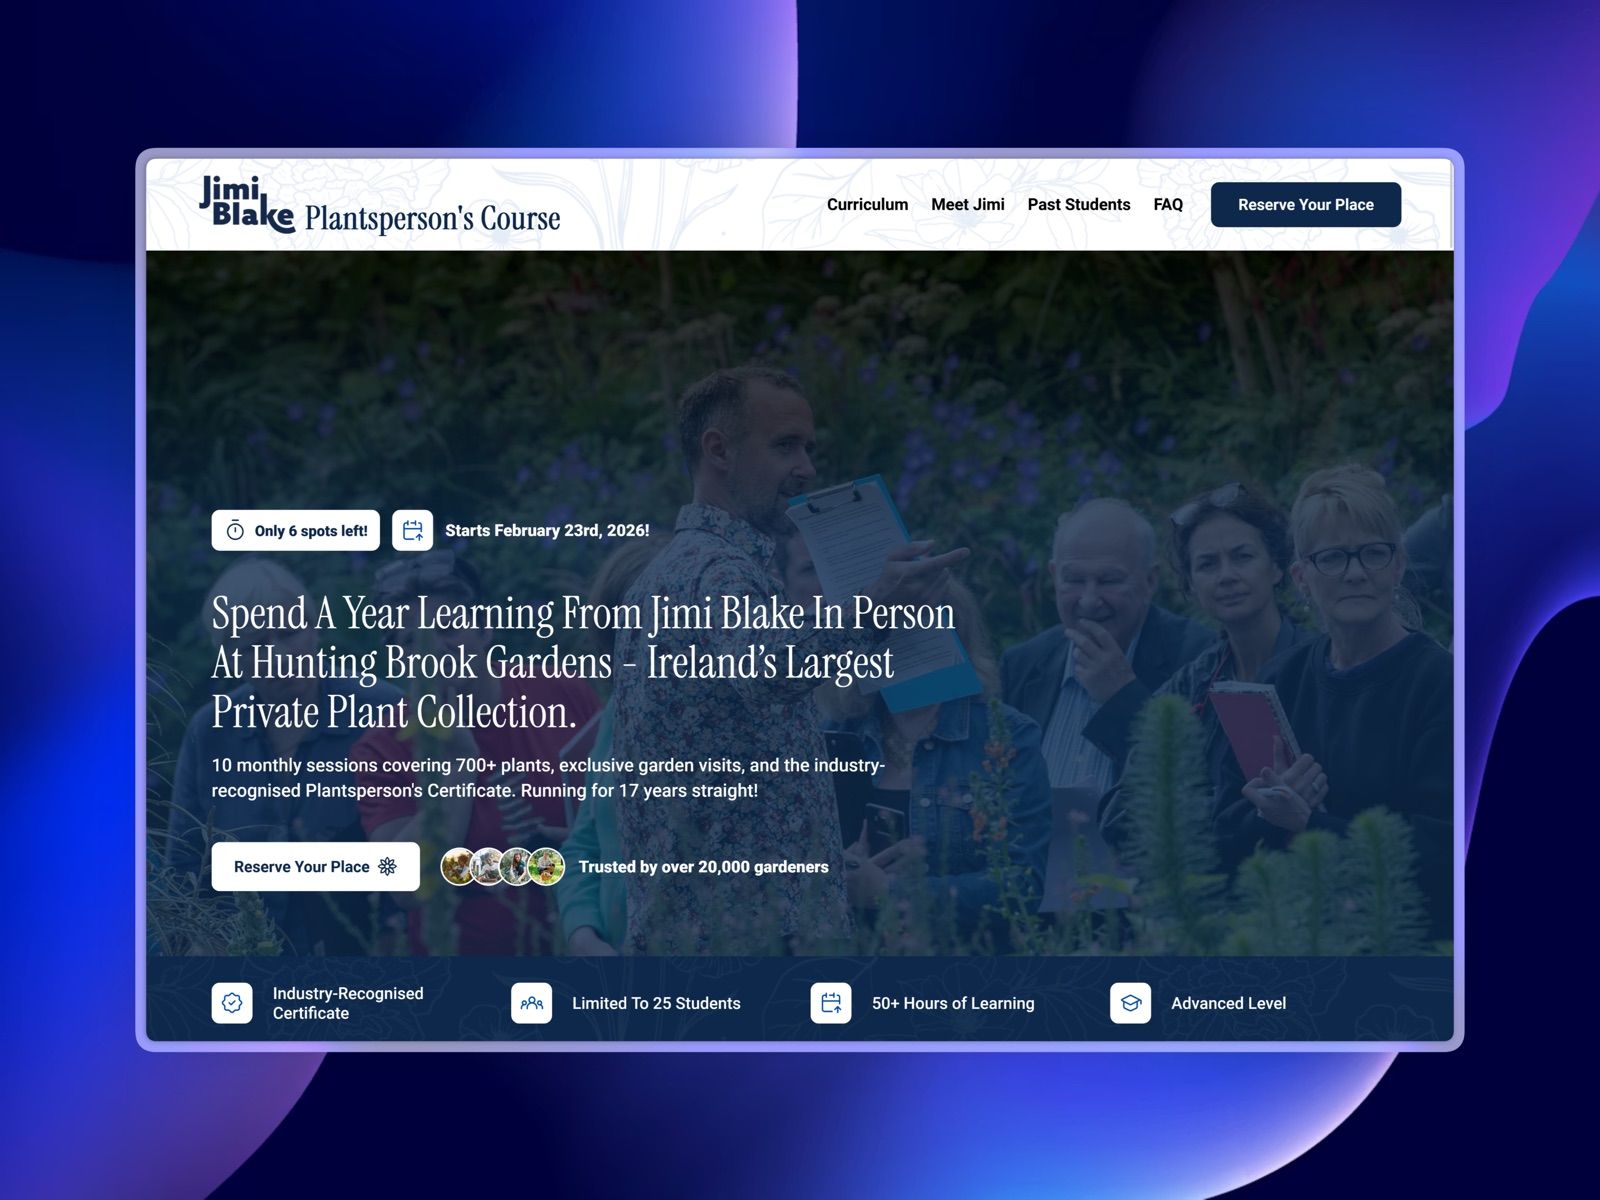 Jimi
Blake Plantsperson's Course
Curriculum Meet Jimi Past Students FAQ Reserve Your Place
Only 6 spots left! Starts February 23rd, 2026!
Spend A Year Learning From Jimi Blake In Person
At Hunting Brook Gardens - Ireland’s Largest
Private Plant Collection.
10 monthly sessions covering 700+ plants, exclusive garden visits, and the industry-
recognised Plantsperson's Certificate. Running for 17 years straight!
Reserve Your Place Trusted by over 20,000 gardeners
Industry-Recognised
Certificate
Limited To 25 Students
50+ Hours of Learning
Advanced Level